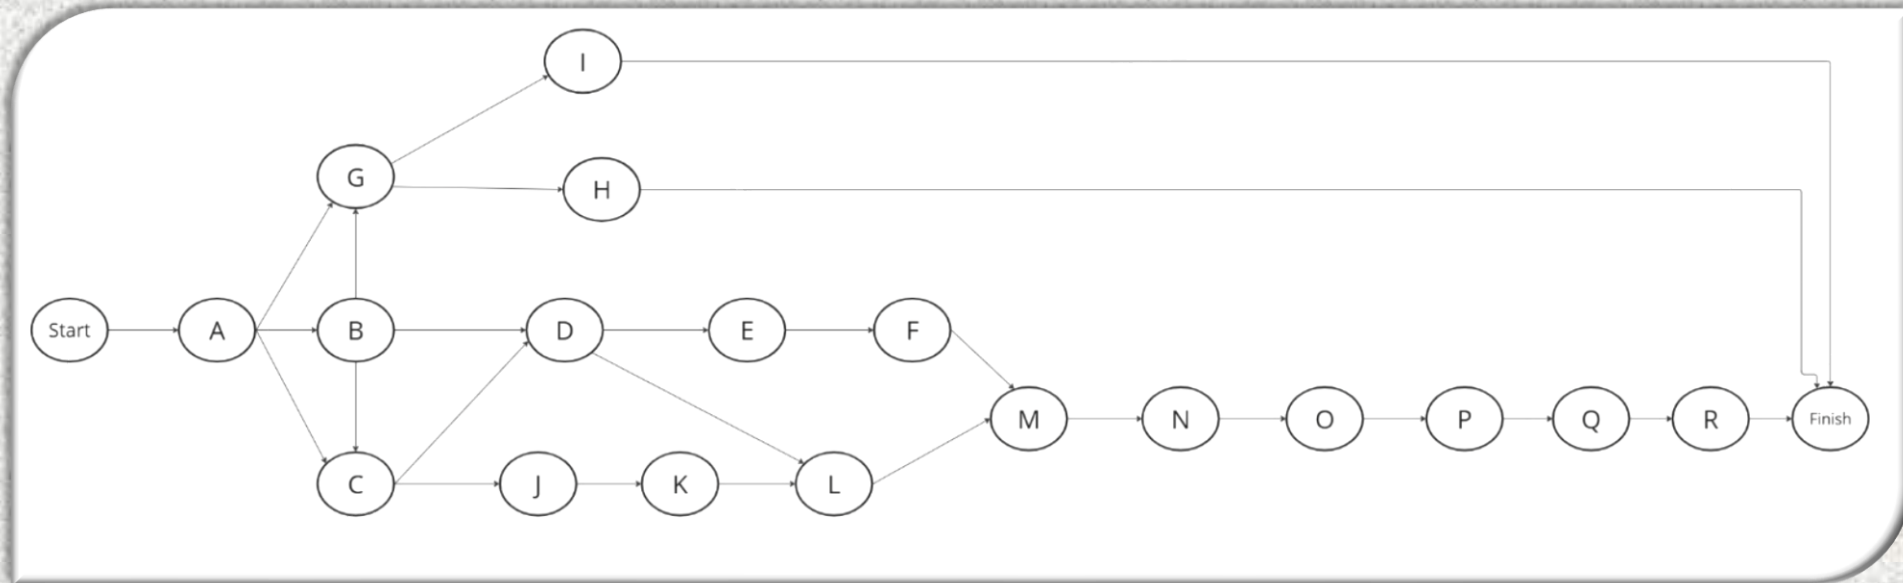 I
G
H
Start A B D E F
M N O P Q R Finish
C J K L